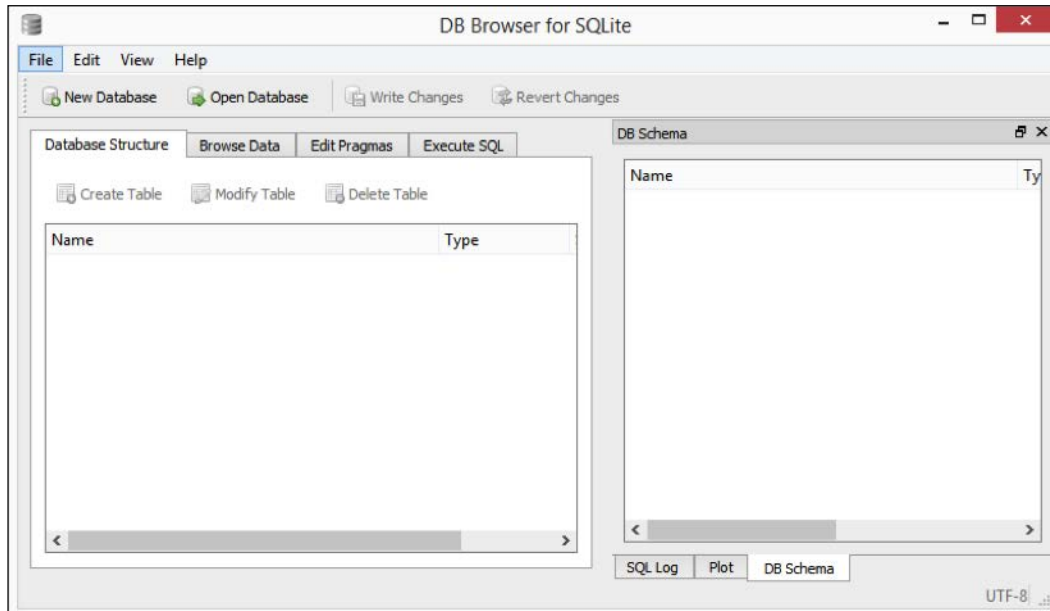 DB Browser for SQLite
File Edit View Help
New Database Open Database Write Changes Revert Changes
Database Structure Browse Data Edit Pragmas Execute SQL
Create Table Modify Table Delete Table
Name Type
DB Schema
Name Ty
SQL Log Plot DB Schema
UTF-8